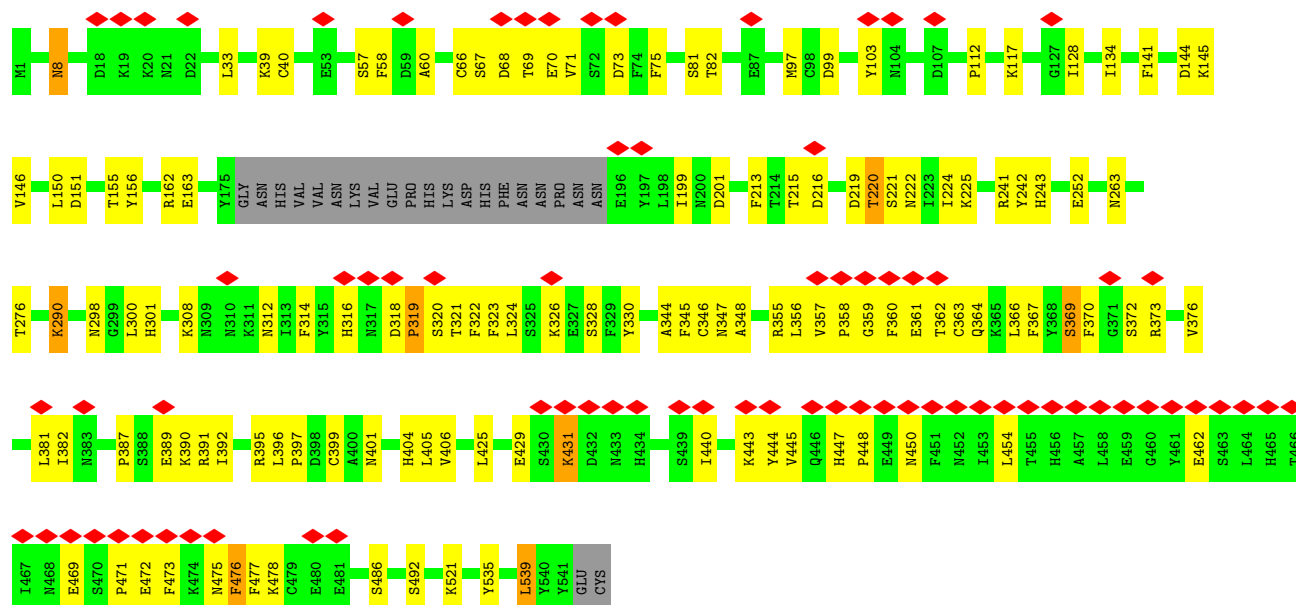 M1 N8 D18 K19 K20 N21 D22 L33 K39 C40 E53 S57 F58 D59 A60 C66 S67 D68 T69 E70 V71 S72 D73 F74 F75 S81 T82 E87 M97 C98 D99 Y103 N104 D107 P112 K117 G127 I128 I134 F141 D144 K145
V146 L150 D151 T155 Y156 R162 E163 Y175 GLY ASN HIS VAL VAL ASN LYS VAL GLU PRO HIS LYS ASP HIS PHE ASN ASN PRO ASN ASN E196 Y197 L198 I199 N200 D201 F213 T214 T215 D216 D219 T220 S221 N222 I223 I224 K225 R241 Y242 H243 E252 N263
T276 K290 N298 G299 L300 H301 K308 N309 N310 K311 N312 I313 F314 Y315 H316 N317 D318 P319 S320 T321 F322 F323 L324 S325 K326 E327 S328 F329 Y330 A344 F345 C346 N347 A348 R355 L356 V357 P358 G359 F360 E361 T362 C363 Q364 K365 L366 F367 Y368 S369 F370 G371 S372 R373 V376
L381 I382 N383 P387 S388 E389 K390 R391 I392 R395 L396 P397 D398 C399 A400 N401 H404 L405 V406 L425 E429 S430 K431 D432 N433 H434 S439 I440 K443 Y444 V445 Q446 H447 P448 E449 N450 F451 N452 I453 L454 T455 H456 A457 L458 E459 G460 Y461 E462 S463 L464 H465 T466
I467 N468 E469 S470 P471 E472 F473 K474 N475 F476 F477 K478 C479 E480 E481 S486 S492 K521 Y535 L539 Y540 Y541 GLU CYS